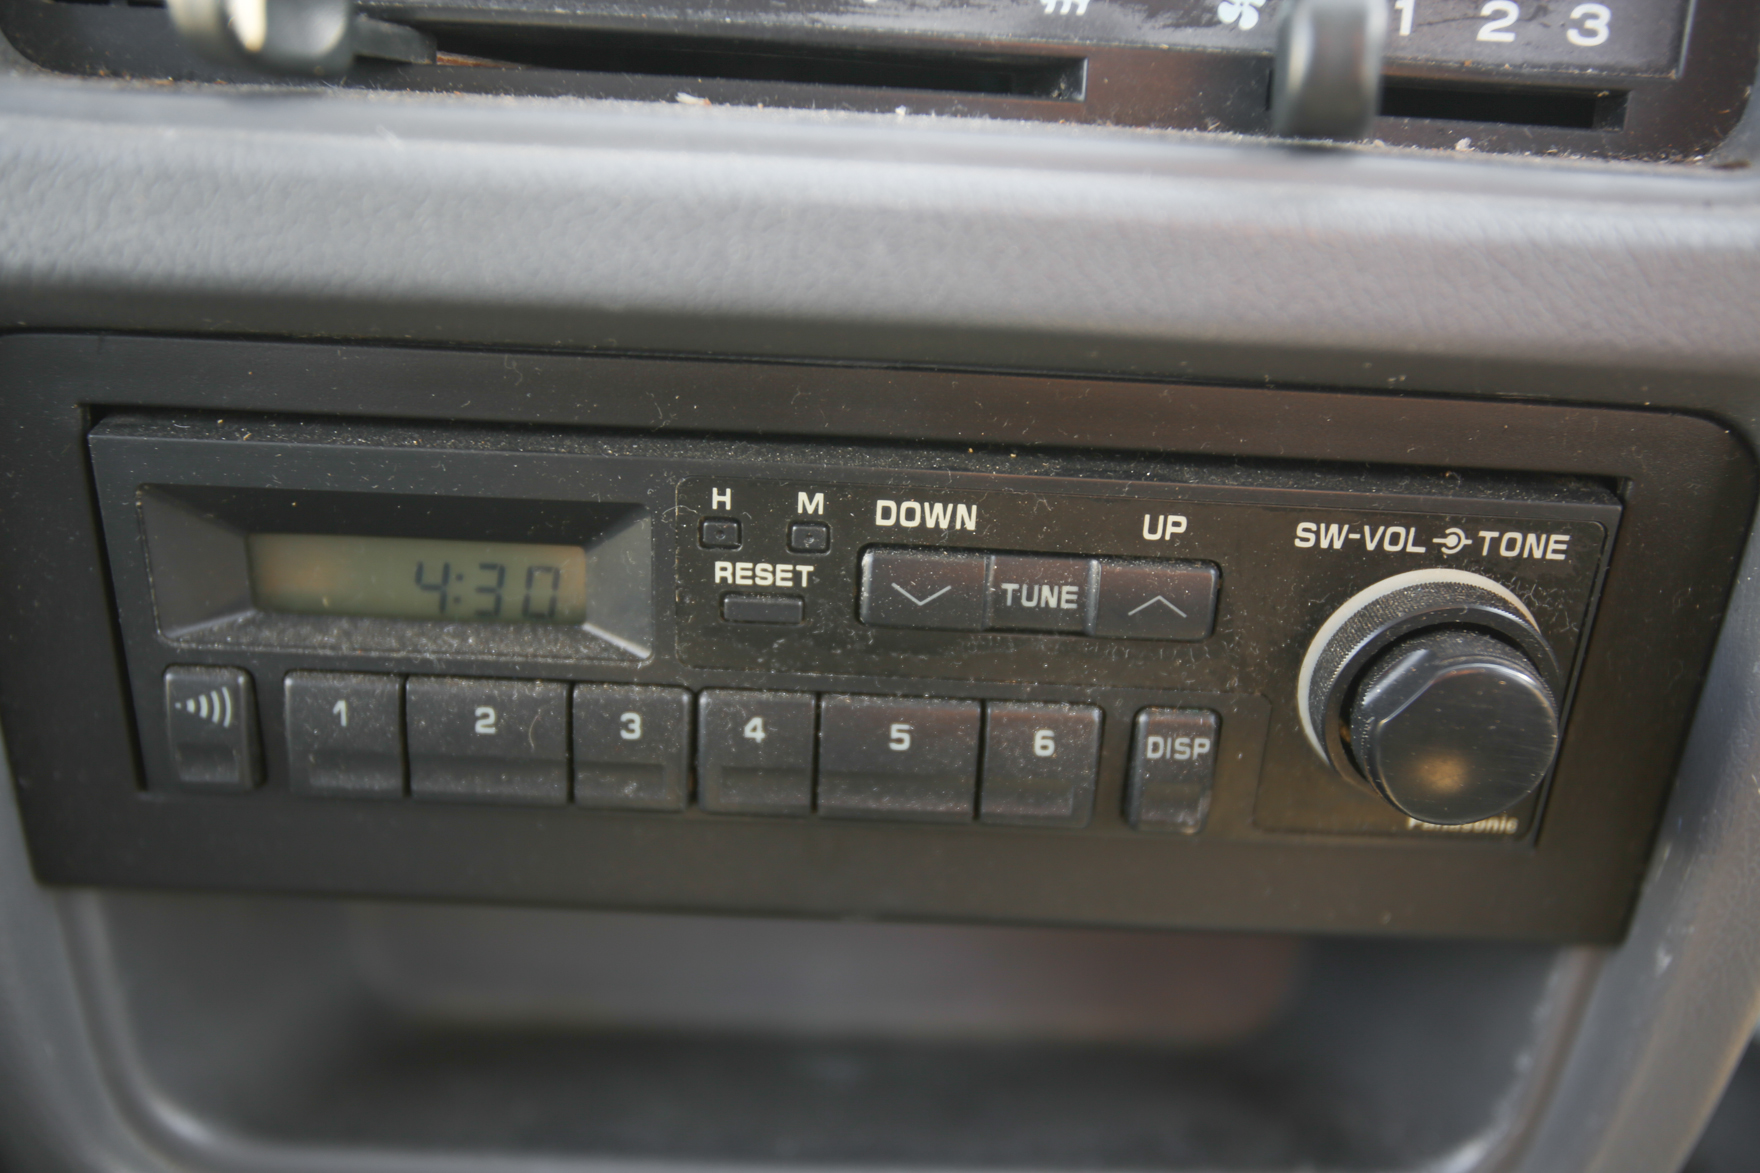 1 2 3
H M DOWN UP
SW-VOL TONE
RESET
TUNE
4:30
1 2 3 4 5 6 DISP
Panasonic